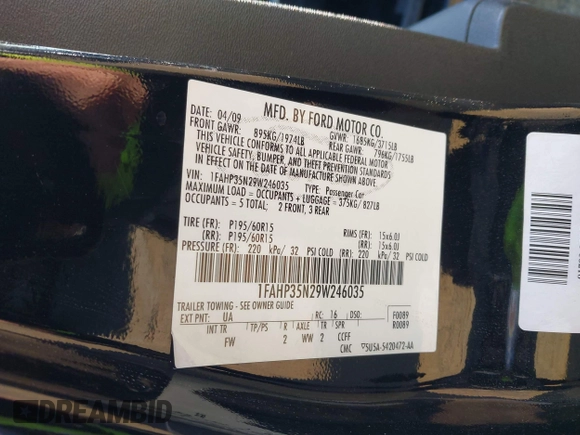 MFD. BY FORD MOTOR CO.
DATE: 04/09 GVWR: 1685KG/3715LB
FRONT GAWR: 895KG/1974LB REAR GAWR: 796KG/1755LB
THIS VEHICLE CONFORMS TO ALL APPLICABLE FEDERAL MOTOR
VEHICLE SAFETY, BUMPER, AND THEFT PREVENTION STANDARDS
IN EFFECT ON THE DATE OF MANUFACTURE SHOWN ABOVE.
VIN: 1FAHP35N29W246035 TYPE: Passenger Car
MAXIMUM LOAD = OCCUPANTS + LUGGAGE = 375KG/ 827LB
OCCUPANTS = 5 TOTAL: 2 FRONT, 3 REAR
TIRE (FR): P195/60R15 RIMS (FR): 15x6.0J
(RR): P195/60R15 (RR): 15x6.0J
PRESSURE (FR): 220 kPa/ 32 PSI COLD (RR): 220 kPa/ 32 PSI COLD
1FAHP35N29W246035
TRAILER TOWING - SEE OWNER GUIDE
EXT PNT: UA RC: 16 DSO: F0089
R0089
INT TR TP/PS R AXLE TR SPR
FW 2 WW 2 CCFF
CMC 5U5A-5420472-AA
DREAMBID